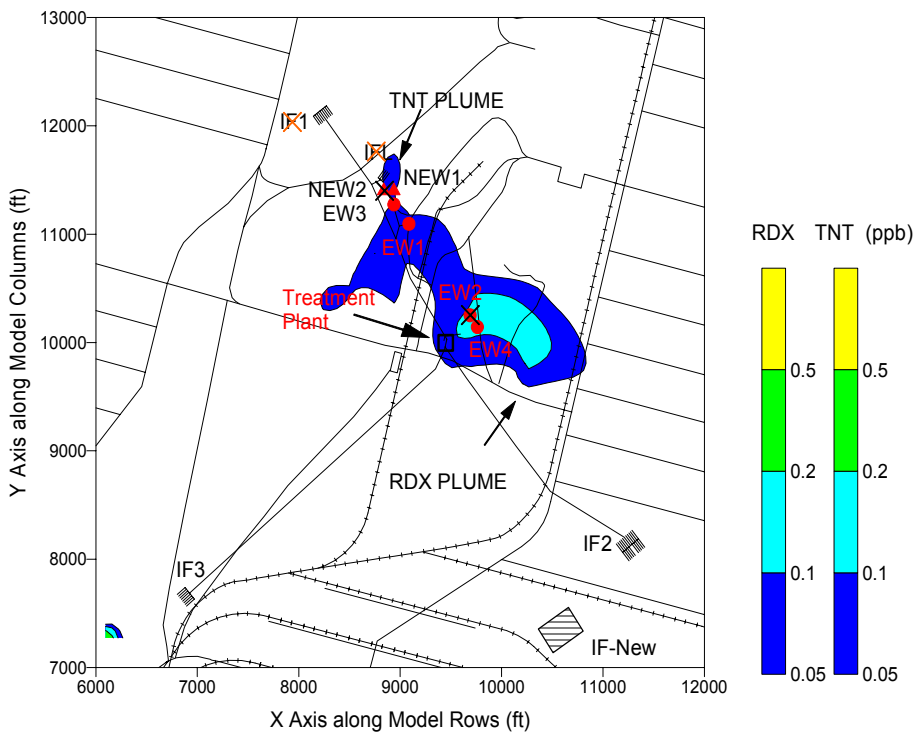 13000
12000
11000
10000
9000
8000
7000
6000
7000
8000
9000
10000
11000
12000
Y Axis along Model Columns (ft)
X Axis along Model Rows (ft)
IF1
TNT PLUME
NEW1
NEW2
EW3
EW1
Treatment
Plant
EW2
EW4
RDX PLUME
IF2
IF3
IF-New
RDX TNT (ppb)
0.5 0.5
0.2 0.2
0.1 0.1
0.05 0.05